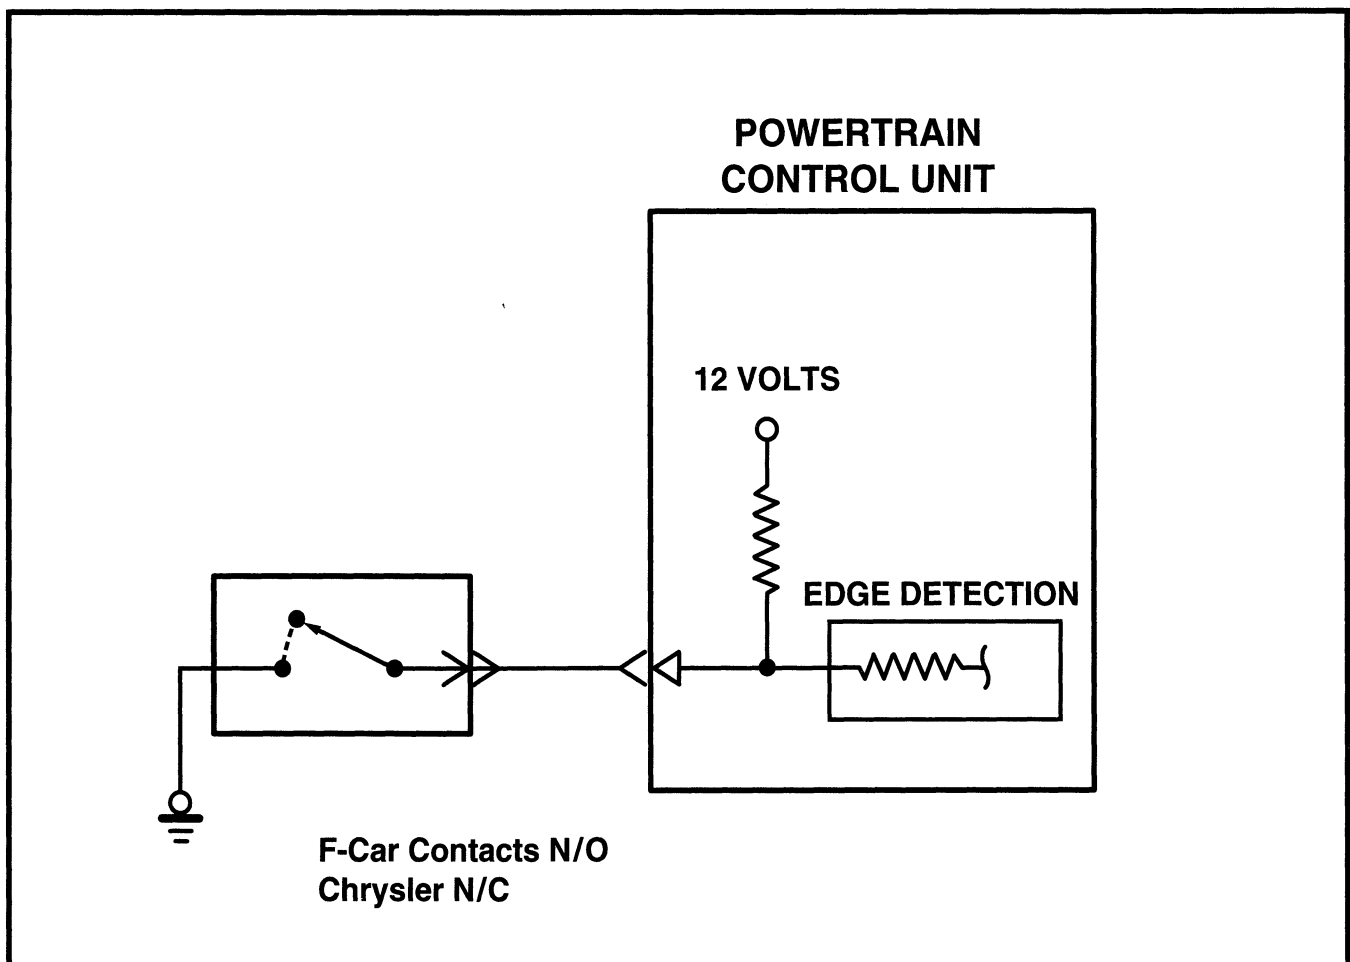 POWERTRAIN
CONTROL UNIT
12 VOLTS
EDGE DETECTION
F-Car Contacts N/O
Chrysler N/C